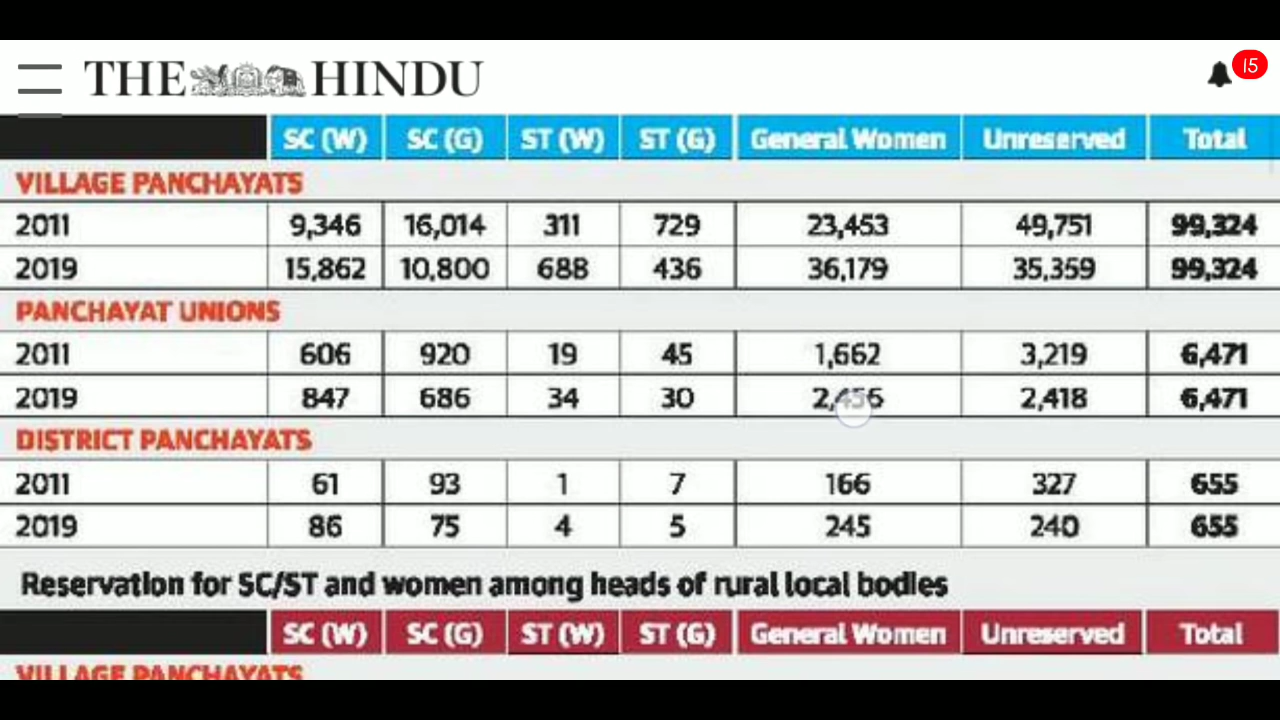 THE HINDU
15
SC (W) SC (G) ST (W) ST (G) General Women Unreserved Total
VILLAGE PANCHAYATS
2011 9,346 16,014 311 729 23,453 49,751 99,324
2019 15,862 10,800 688 436 36,179 35,359 99,324
PANCHAYAT UNIONS
2011 606 920 19 45 1,662 3,219 6,471
2019 847 686 34 30 2,456 2,418 6,471
DISTRICT PANCHAYATS
2011 61 93 1 7 166 327 655
2019 86 75 4 5 245 240 655
Reservation for SC/ST and women among heads of rural local bodies
SC (W) SC (G) ST (W) ST (G) General Women Unreserved Total
VILLAGE PANCHAYATS